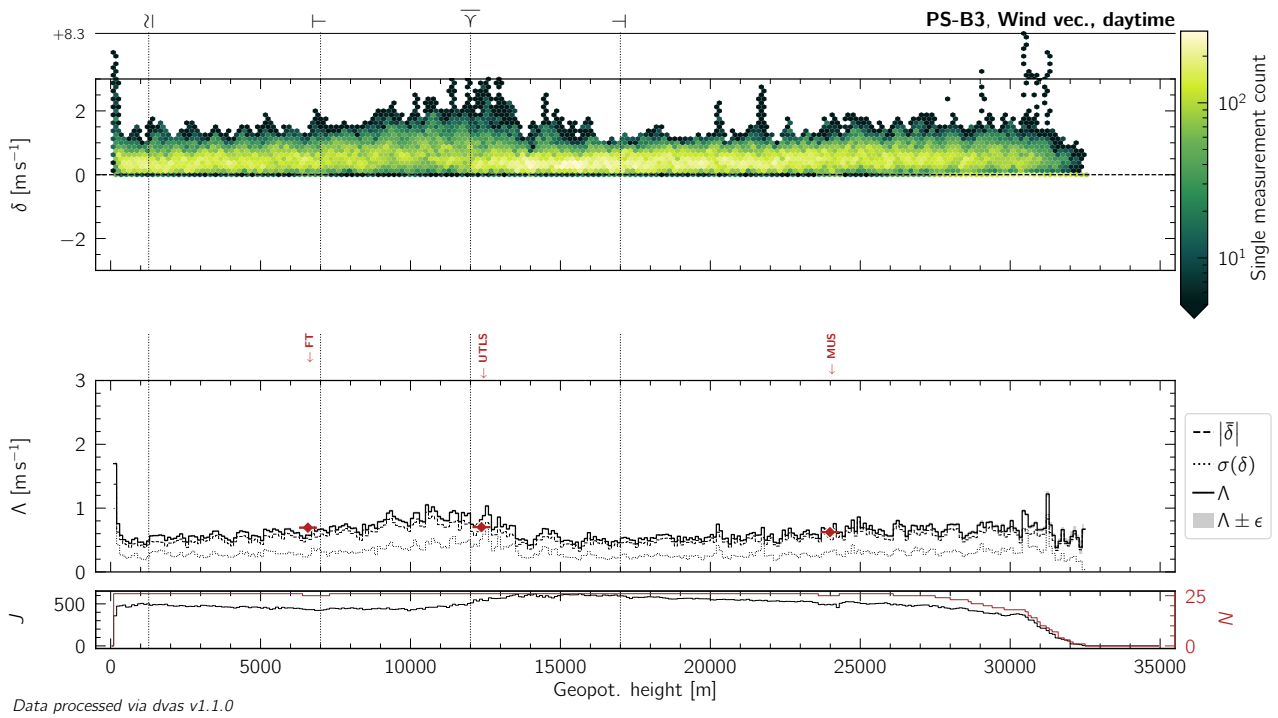 PS-B3, Wind vec., daytime
+8.3
2
0
−2
δ [m s⁻¹]
10²
10¹
Single measurement count
FT
UTLS
MUS
3
2
1
0
Λ [m s⁻¹]
|δ̄|
σ(δ)
Λ
Λ ± ϵ
500
0
J
25
0
N
0 5000 10000 15000 20000 25000 30000 35000
Geopot. height [m]
Data processed via dvas v1.1.0